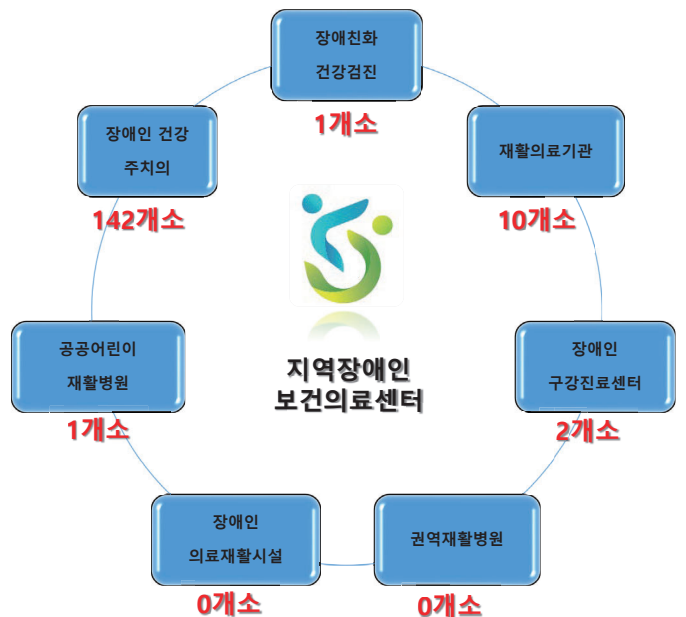 장애친화
건강검진
1개소
장애인 건강
주치의
142개소
재활의료기관
10개소
지역장애인
보건의료센터
공공어린이
재활병원
1개소
장애인
구강진료센터
2개소
장애인
의료재활시설
0개소
권역재활병원
0개소